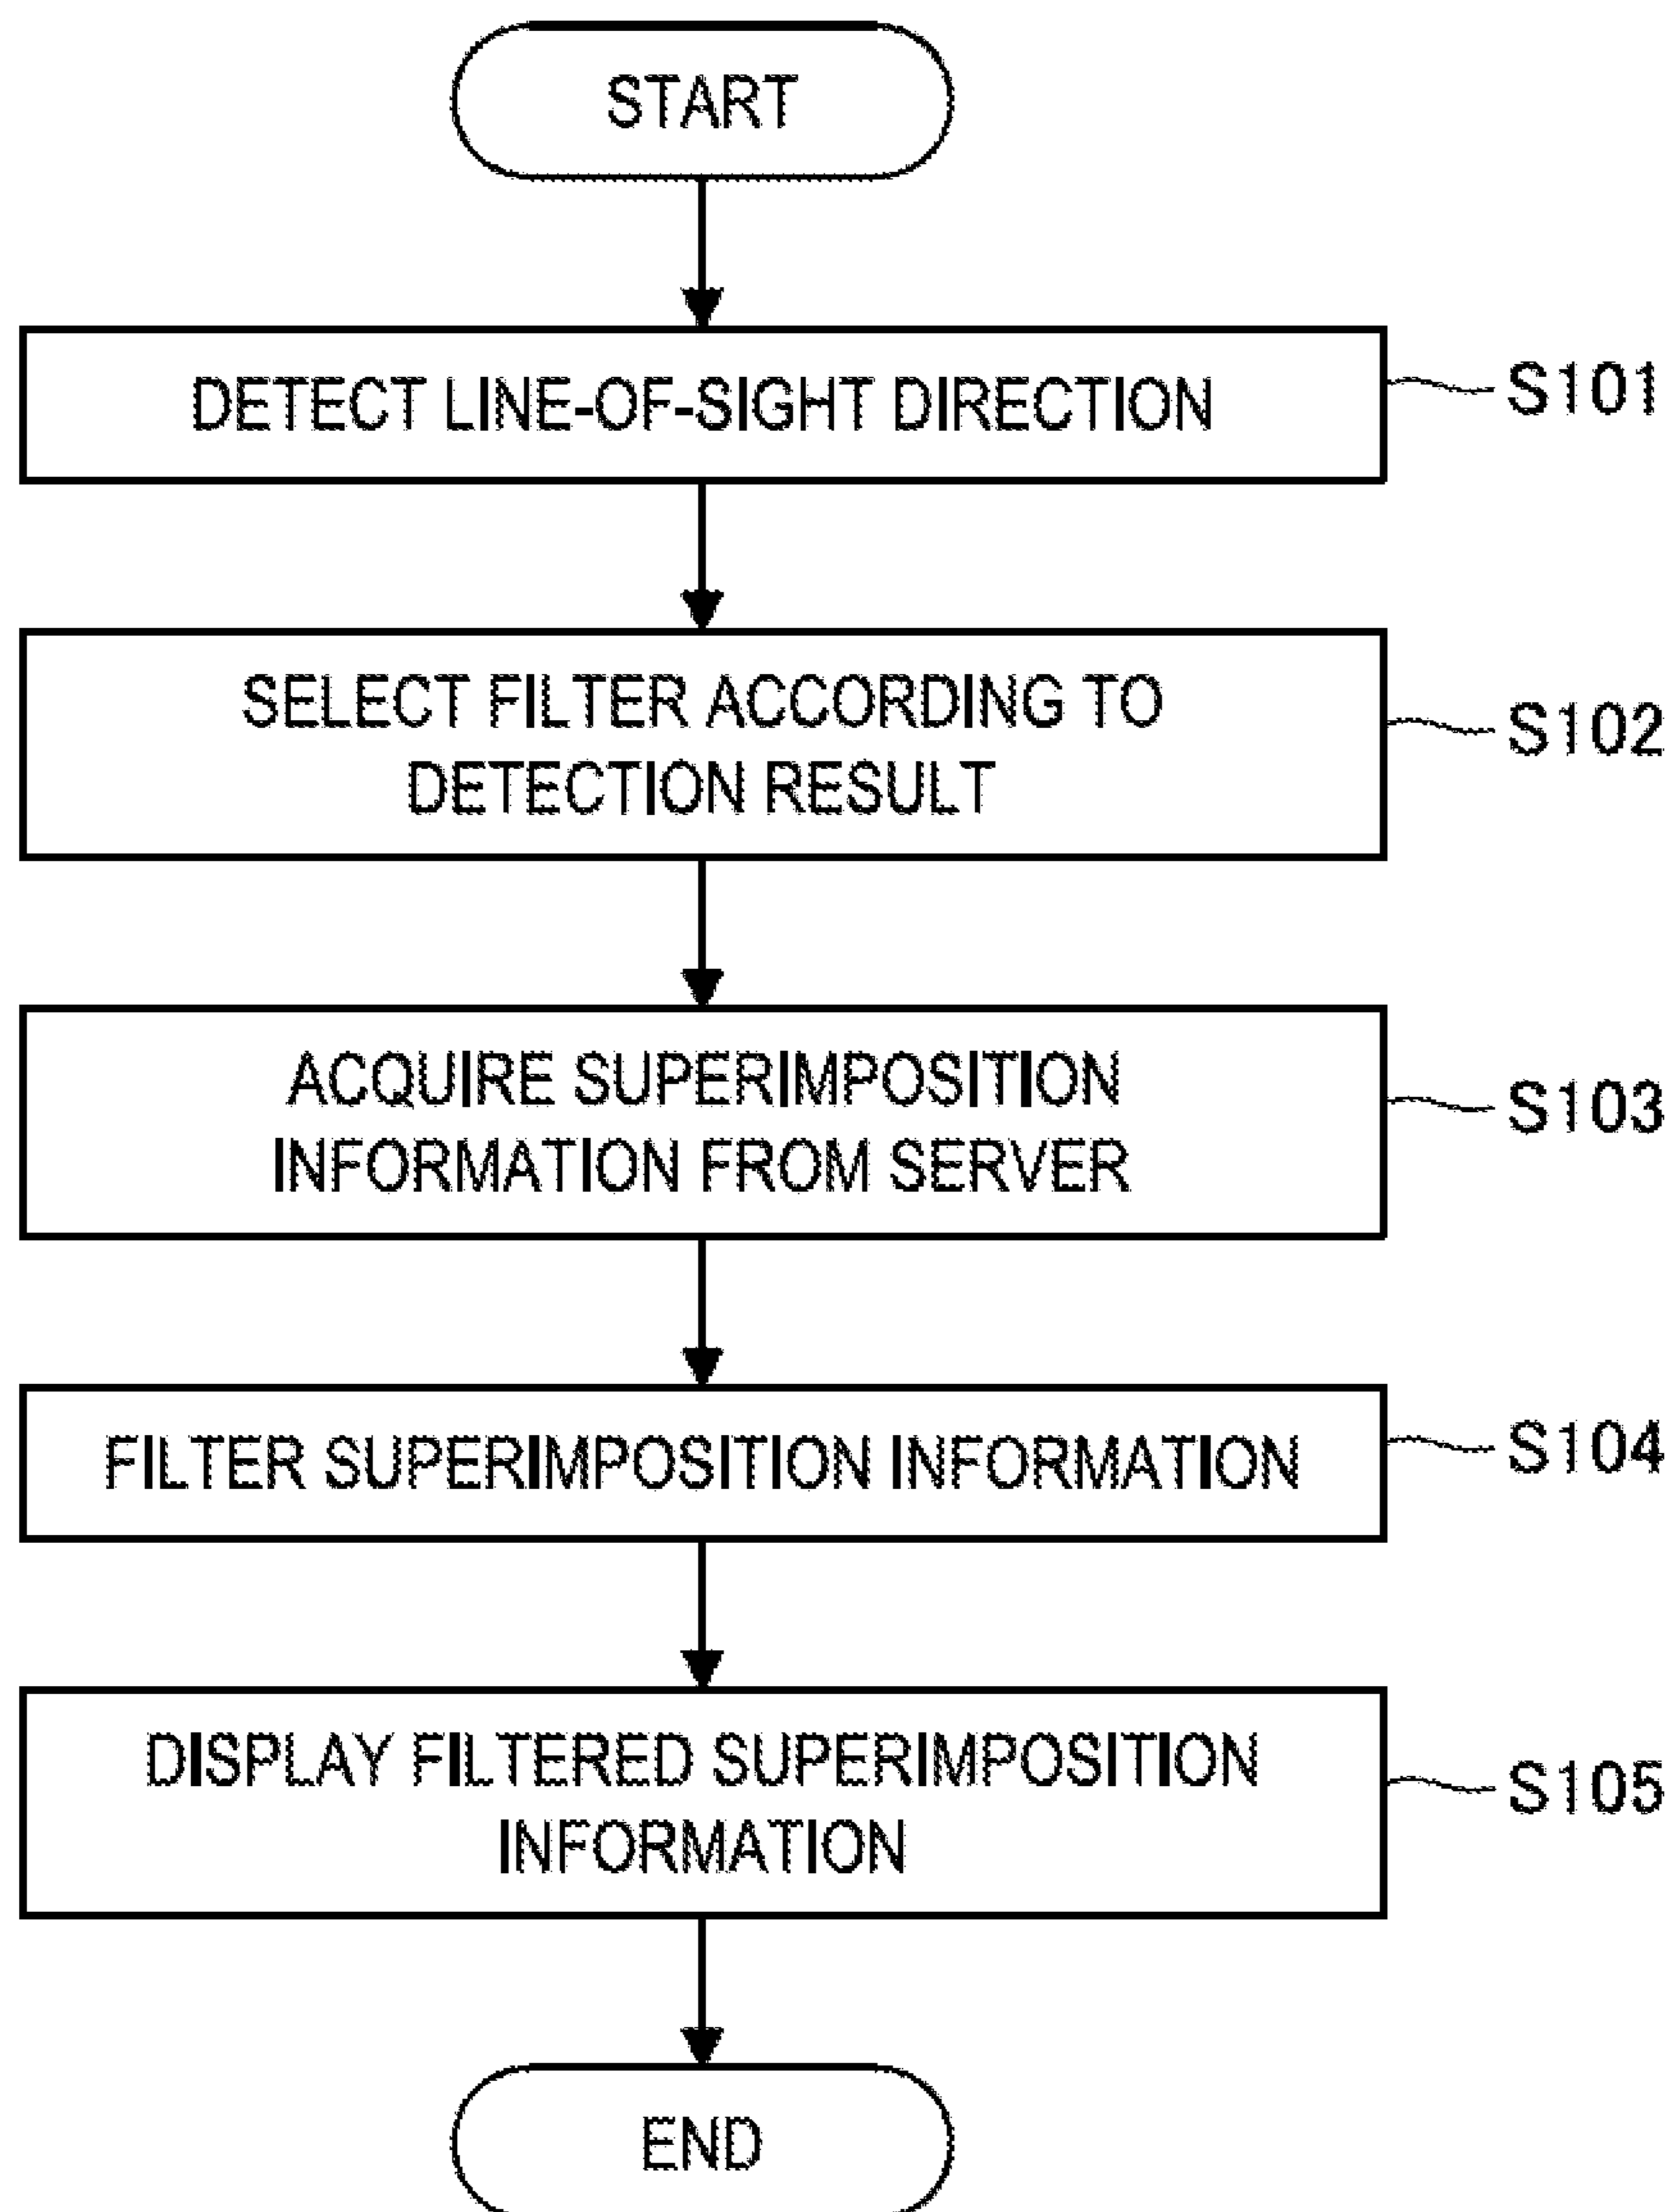 START
DETECT LINE-OF-SIGHT DIRECTION
S101
SELECT FILTER ACCORDING TO
DETECTION RESULT
S102
ACQUIRE SUPERIMPOSITION
INFORMATION FROM SERVER
S103
FILTER SUPERIMPOSITION INFORMATION
S104
DISPLAY FILTERED SUPERIMPOSITION
INFORMATION
S105
END